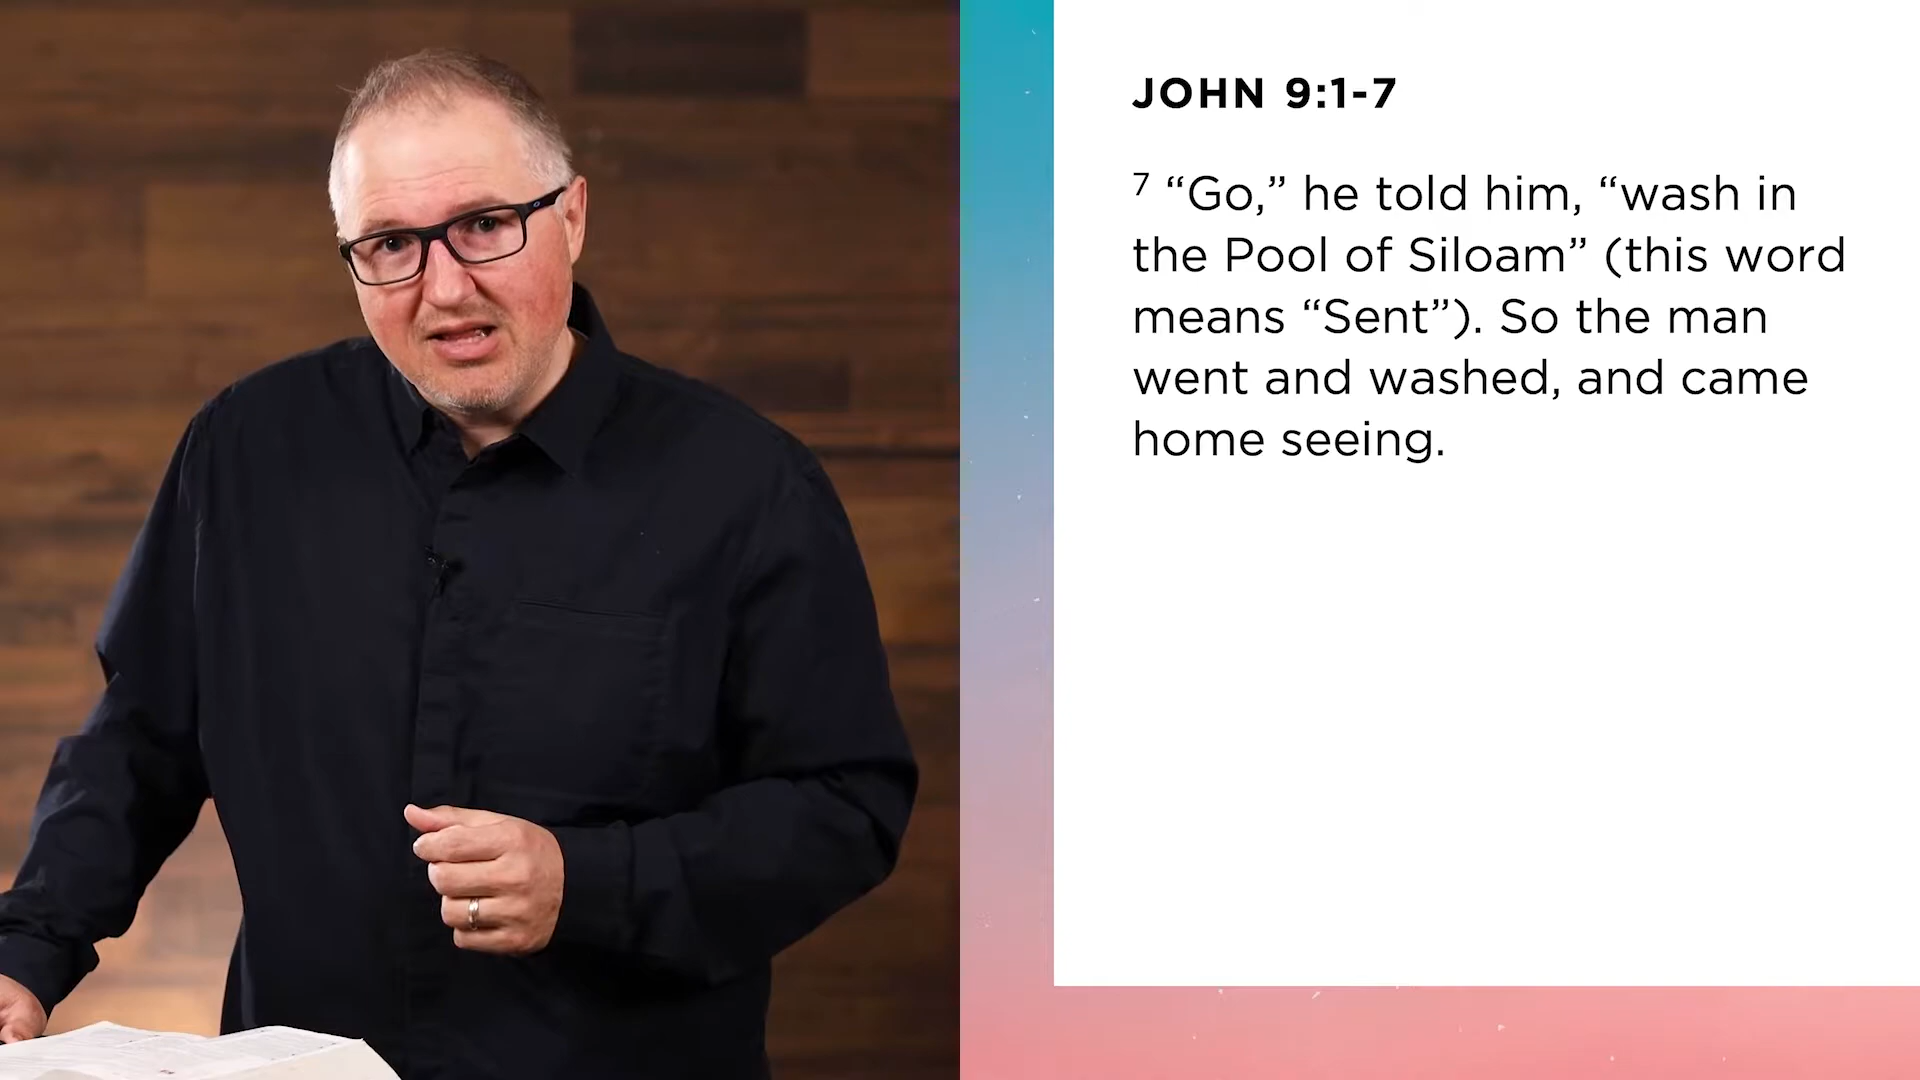 JOHN 9:1-7
7 “Go,” he told him, “wash in
the Pool of Siloam” (this word
means “Sent”). So the man
went and washed, and came
home seeing.